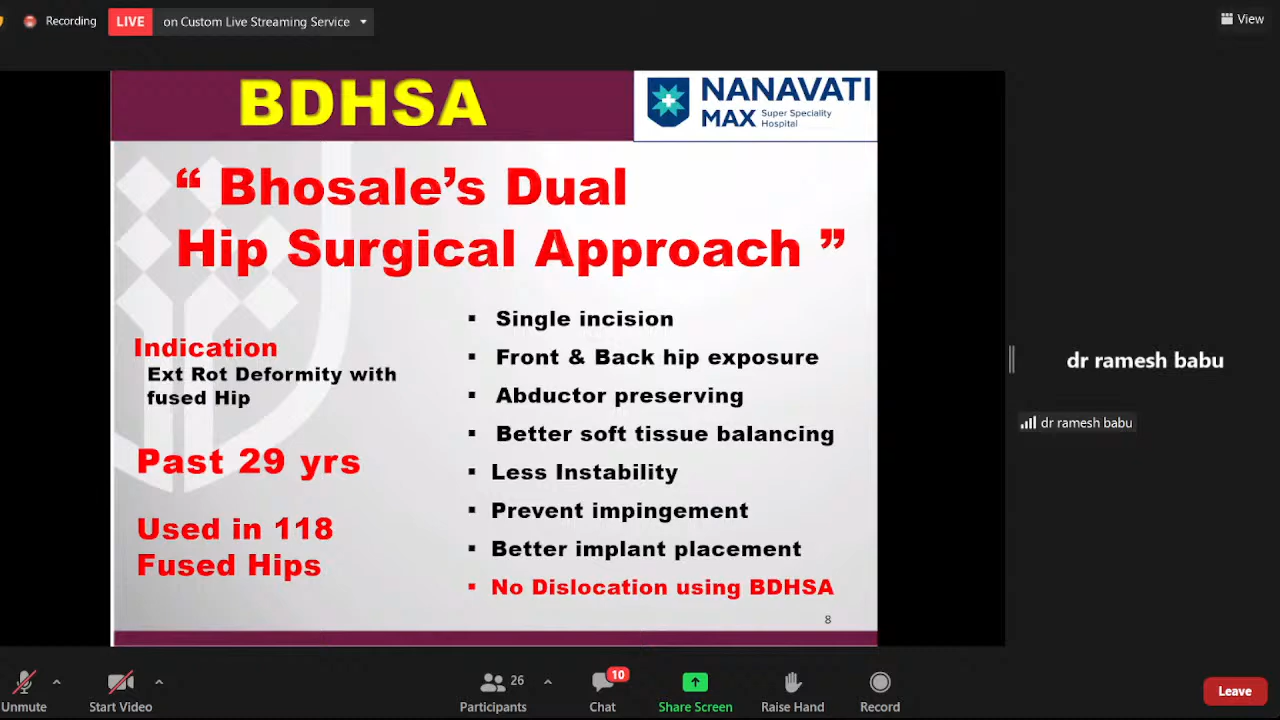 Recording
LIVE on Custom Live Streaming Service
View
BDHSA
NANAVATI
MAX Super Speciality
Hospital
“ Bhosale’s Dual
Hip Surgical Approach ”
Indication
Ext Rot Deformity with
fused Hip
Past 29 yrs
Used in 118
Fused Hips
▪ Single incision
▪ Front & Back hip exposure
▪ Abductor preserving
▪ Better soft tissue balancing
▪ Less Instability
▪ Prevent impingement
▪ Better implant placement
▪ No Dislocation using BDHSA
8
dr ramesh babu
dr ramesh babu
Unmute
Start Video
26
Participants
10
Chat
Share Screen
Raise Hand
Record
Leave